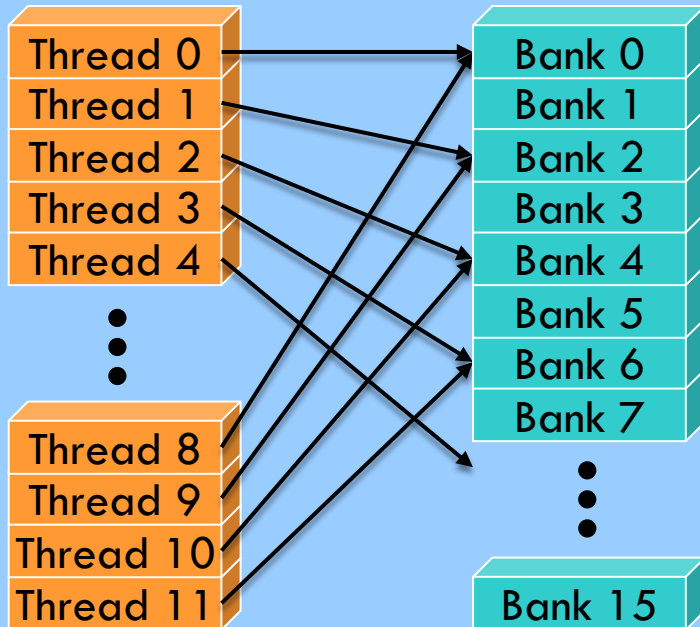 Thread 0
Thread 1
Thread 2
Thread 3
Thread 4
Thread 8
Thread 9
Thread 10
Thread 11
Bank 0
Bank 1
Bank 2
Bank 3
Bank 4
Bank 5
Bank 6
Bank 7
Bank 15